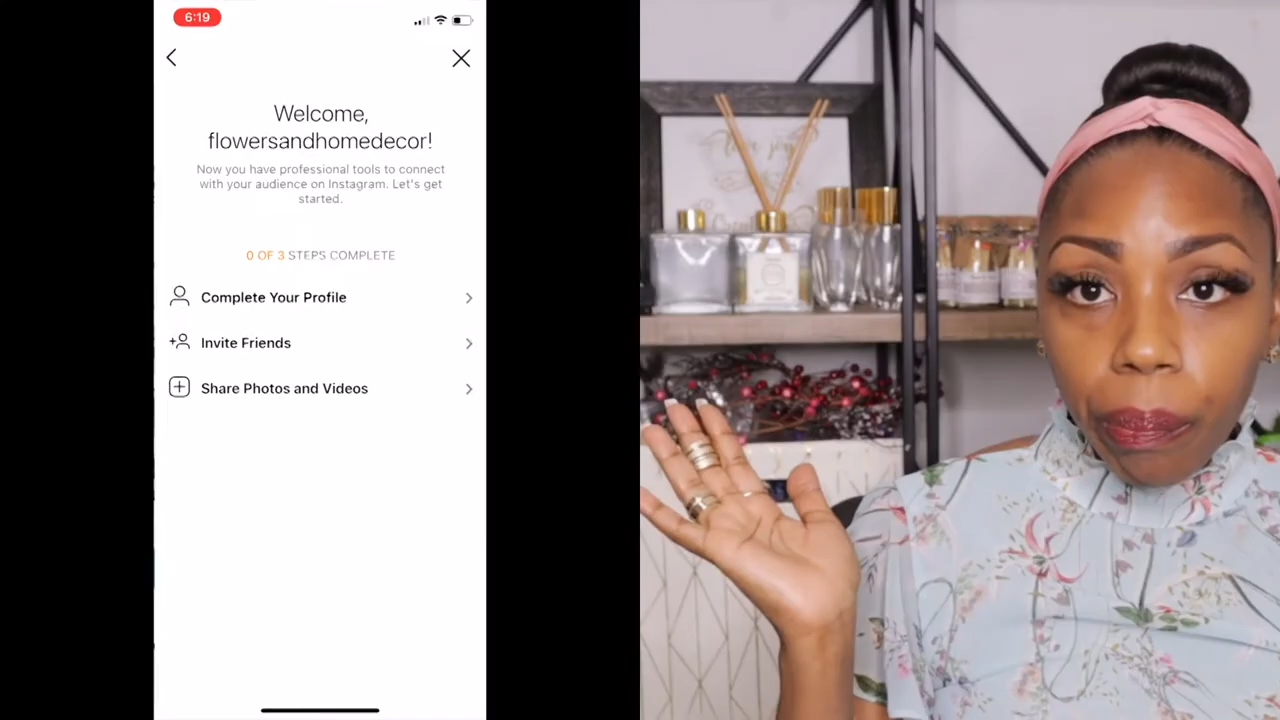 6:19
Welcome,
flowersandhomedecor!
Now you have professional tools to connect
with your audience on Instagram. Let's get
started.
0 OF 3 STEPS COMPLETE
Complete Your Profile
Invite Friends
Share Photos and Videos